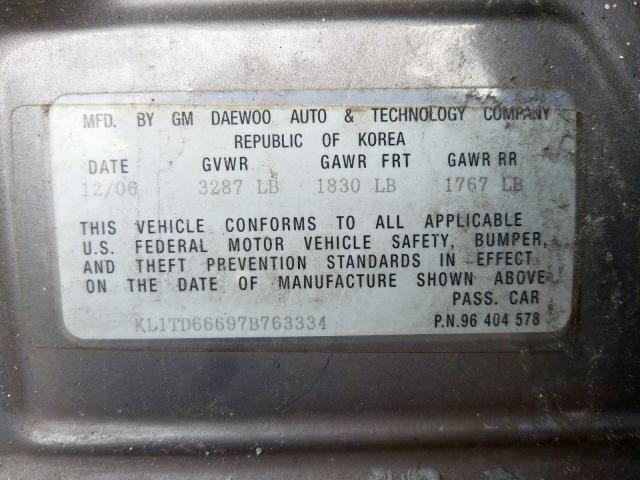 MFD. BY GM DAEWOO AUTO & TECHNOLOGY COMPANY
REPUBLIC OF KOREA
DATE GVWR GAWR FRT GAWR RR
12/06 3287 LB 1830 LB 1767 LB
THIS VEHICLE CONFORMS TO ALL APPLICABLE
U.S. FEDERAL MOTOR VEHICLE SAFETY, BUMPER,
AND THEFT PREVENTION STANDARDS IN EFFECT
ON THE DATE OF MANUFACTURE SHOWN ABOVE
PASS. CAR
KL1TD66697B763334 P.N.96 404 578